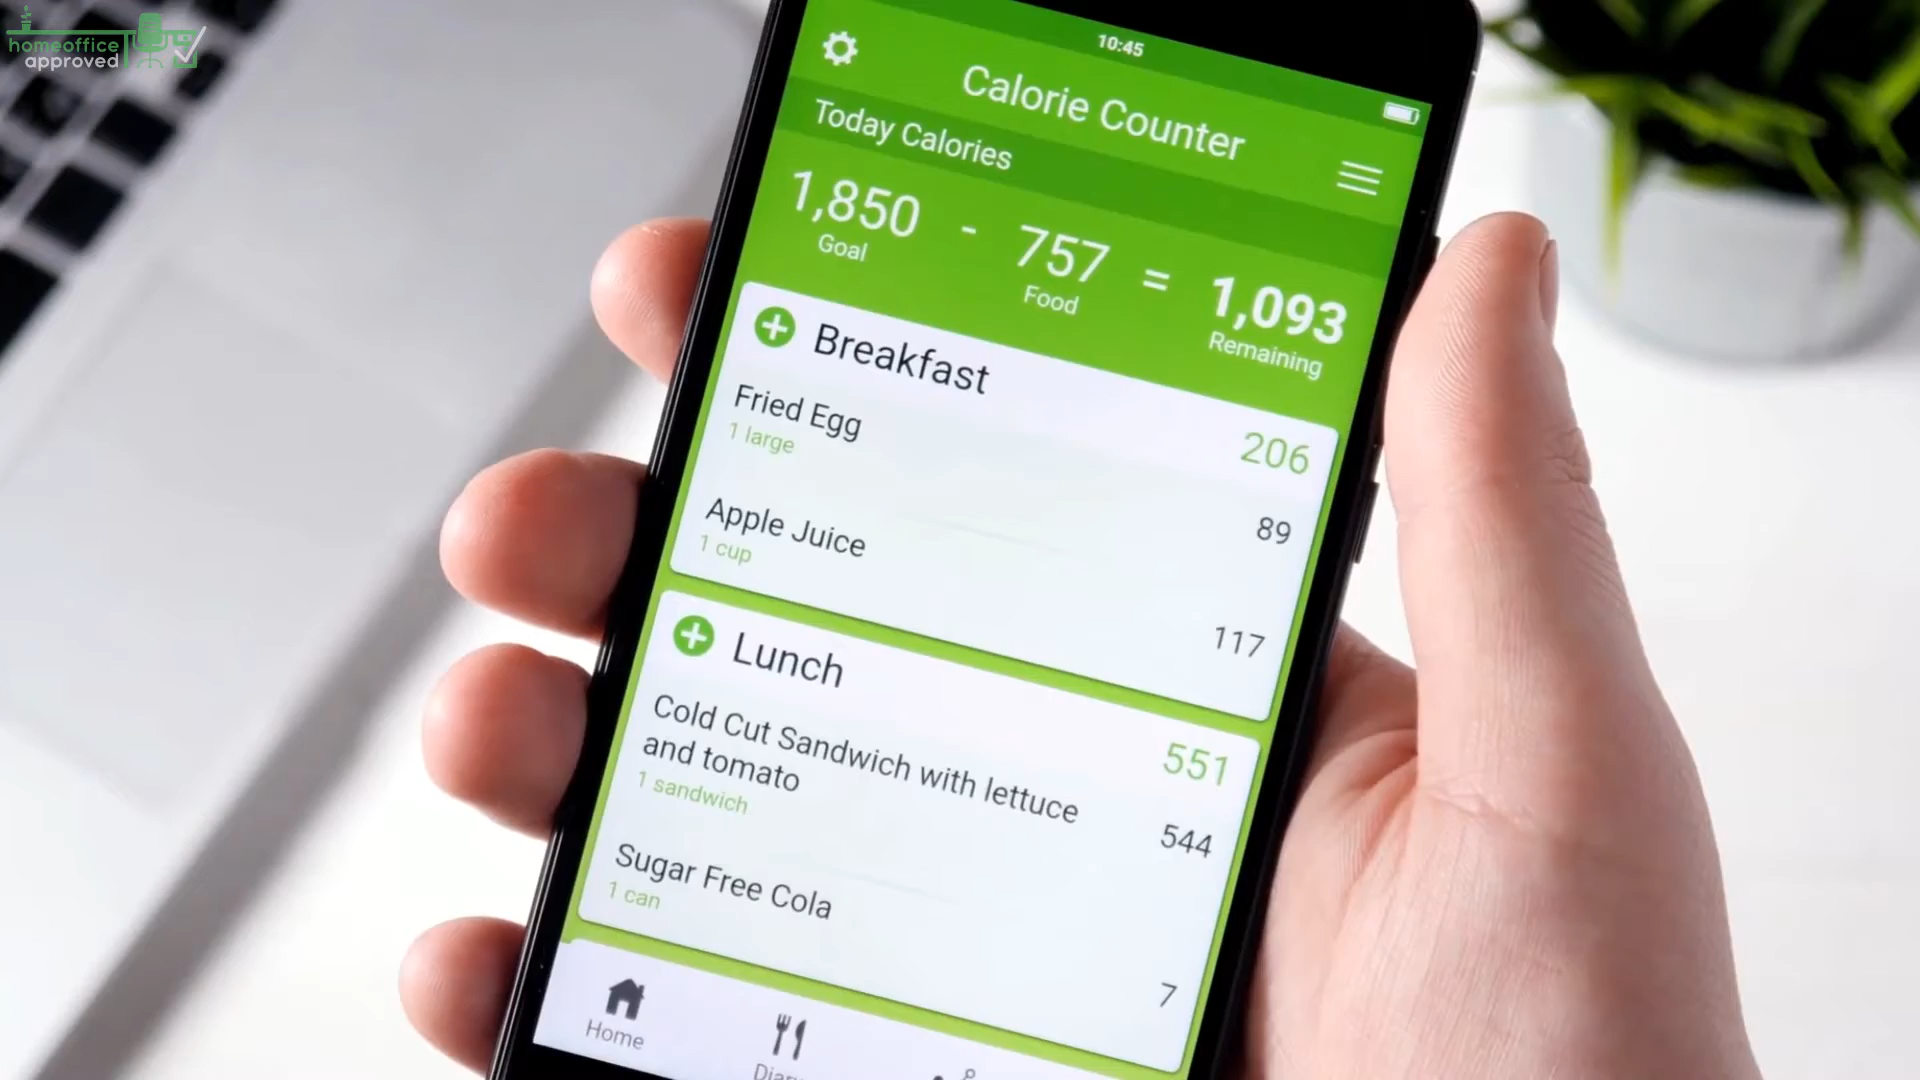 homeoffice
approved
10:45
Calorie Counter
Today Calories
1,850 - 757 = 1,093
Goal Food Remaining
Breakfast 206
Fried Egg 89
1 large
Apple Juice 117
1 cup
Lunch 551
Cold Cut Sandwich with lettuce
and tomato 544
1 sandwich
Sugar Free Cola 7
1 can
Home